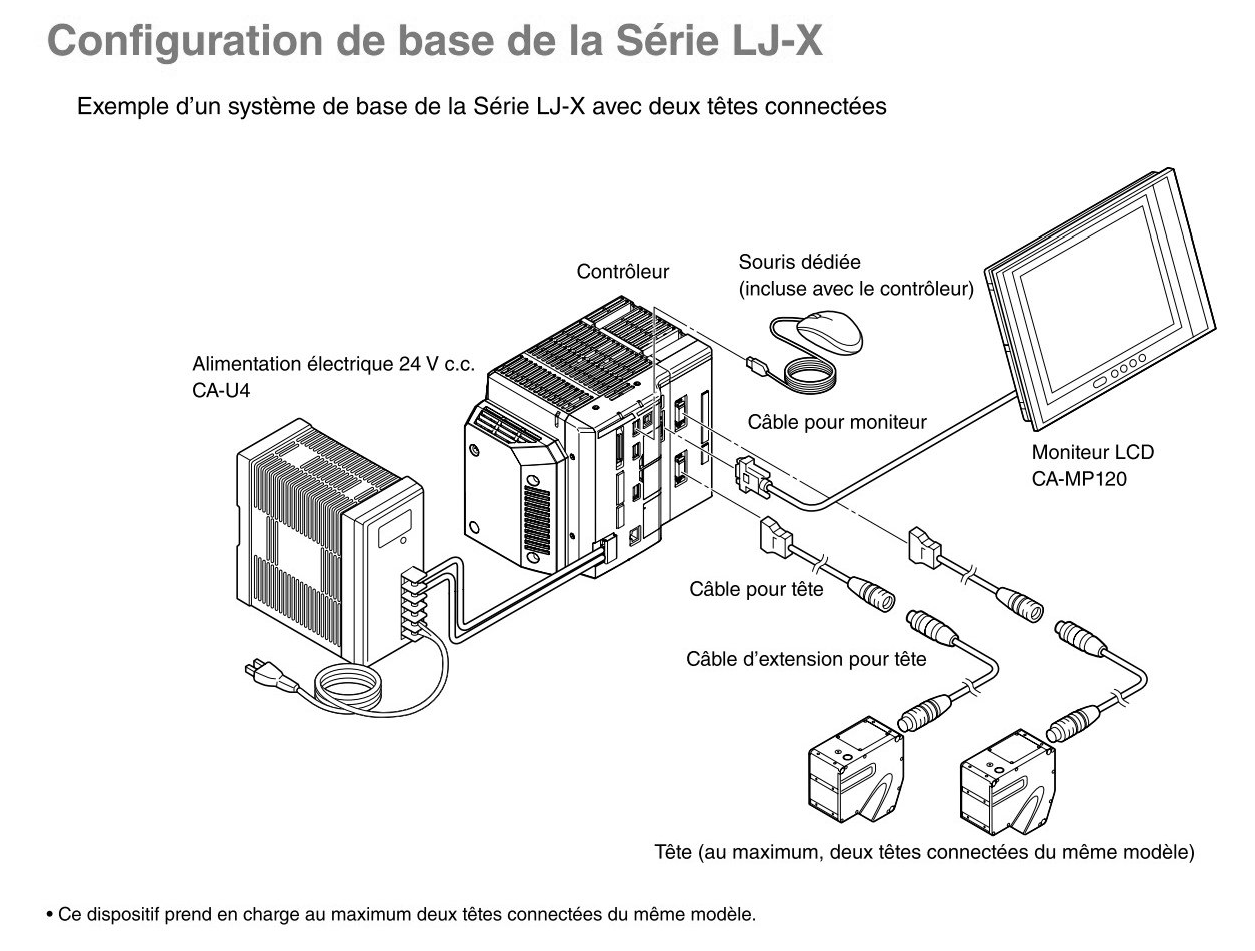 Configuration de base de la Série LJ-X
Exemple d'un système de base de la Série LJ-X avec deux têtes connectées
Contrôleur
Souris dédiée
(incluse avec le contrôleur)
Alimentation électrique 24 V c.c.
CA-U4
Câble pour moniteur
Moniteur LCD
CA-MP120
Câble pour tête
Câble d'extension pour tête
Tête (au maximum, deux têtes connectées du même modèle)
• Ce dispositif prend en charge au maximum deux têtes connectées du même modèle.